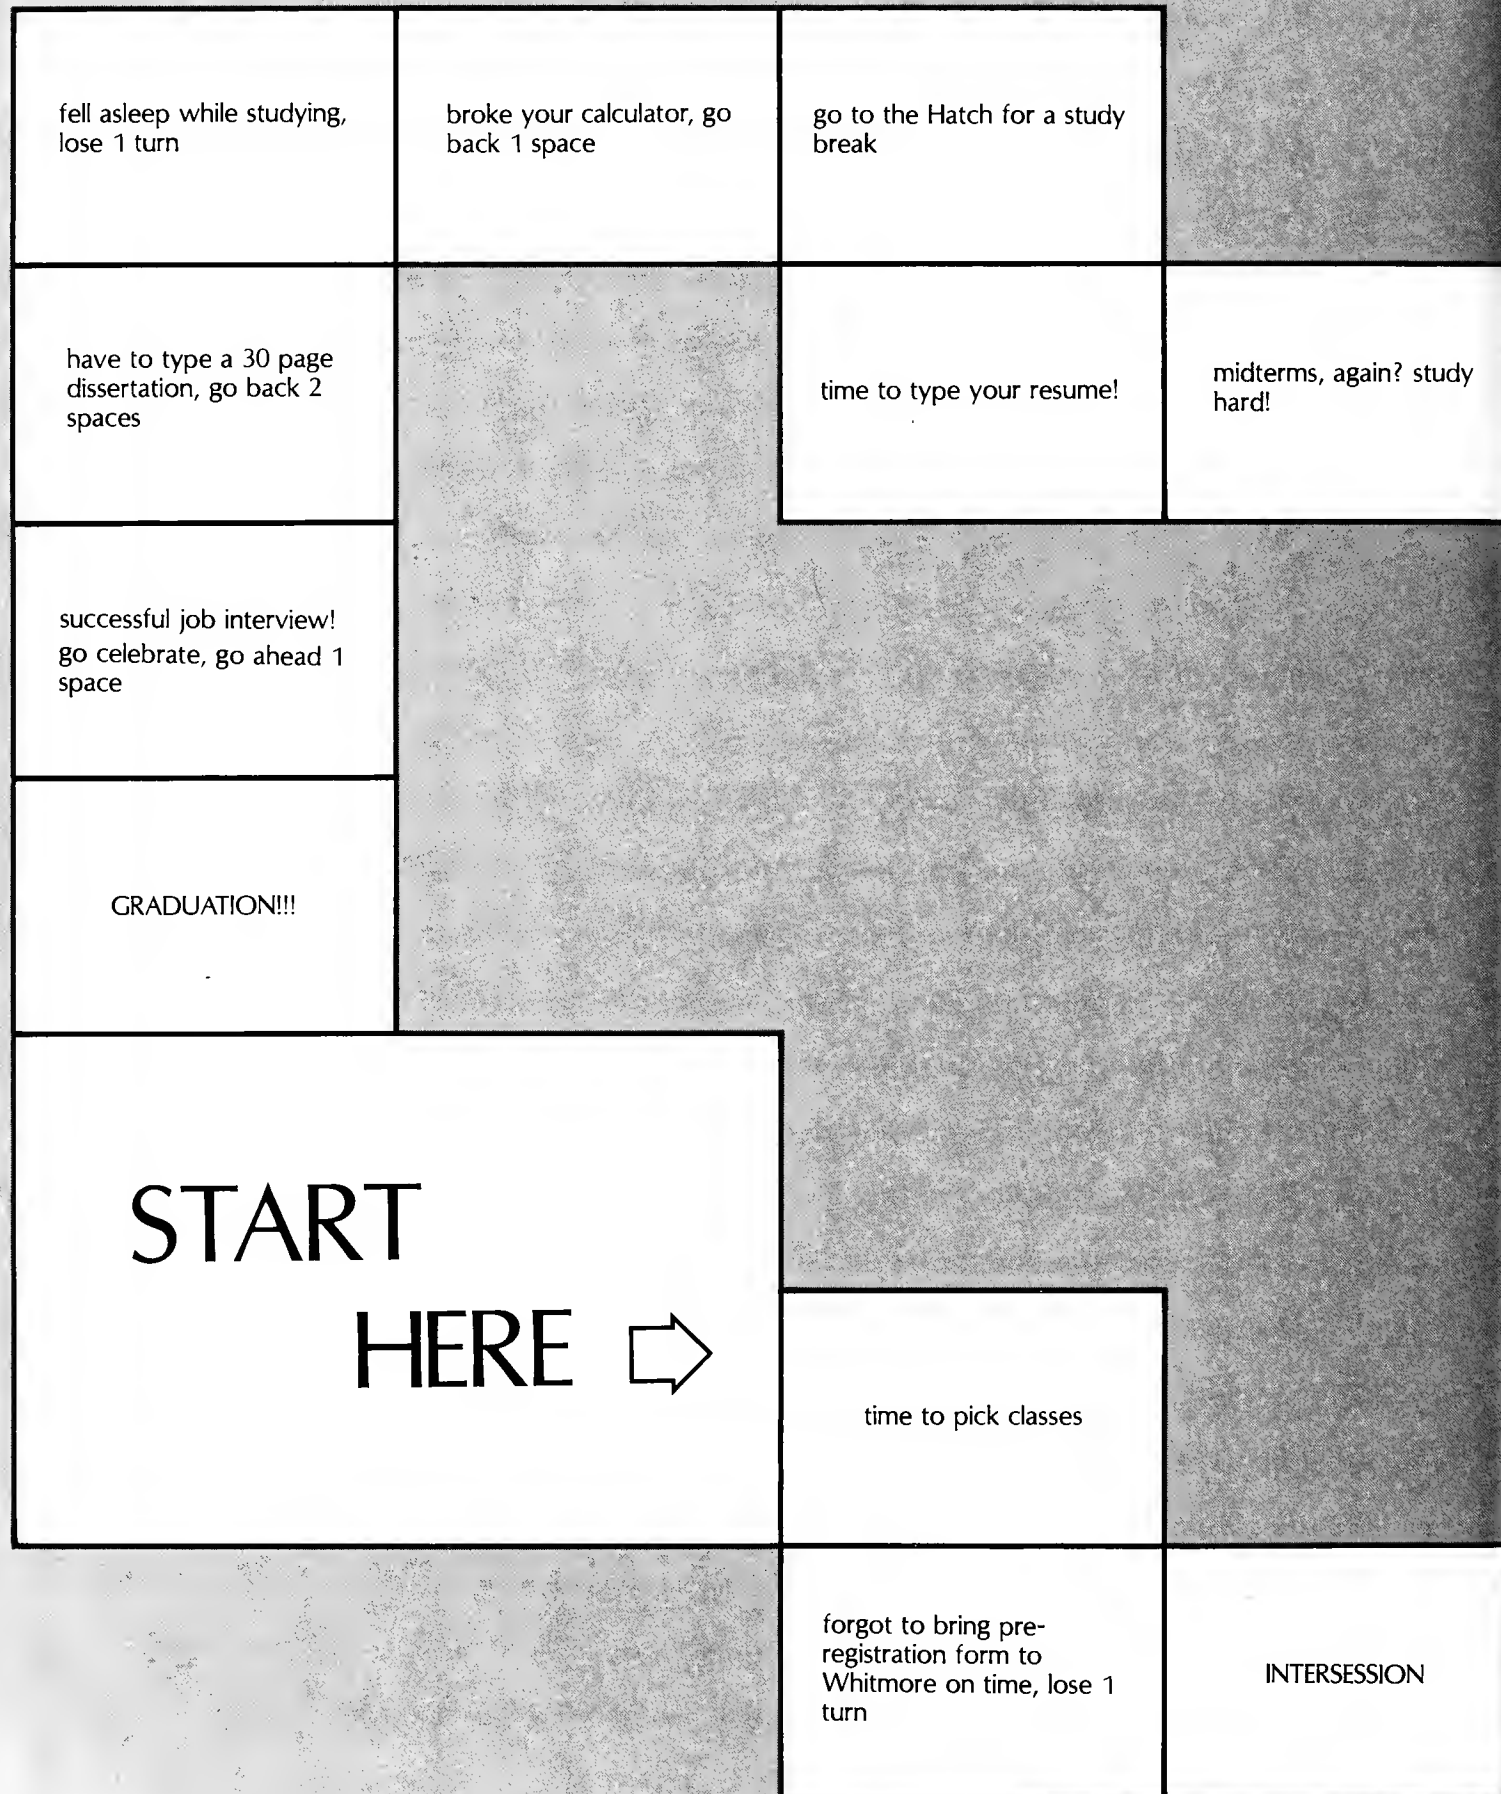 fell asleep while studying,
lose 1 turn
broke your calculator, go
back 1 space
go to the Hatch for a study
break
have to type a 30 page
dissertation, go back 2
spaces
time to type your resume!
midterms, again? study
hard!
successful job interview!
go celebrate, go ahead 1
space
GRADUATION!!!
START
HERE
time to pick classes
forgot to bring pre-
registration form to
Whitmore on time, lose 1
turn
INTERSESSION